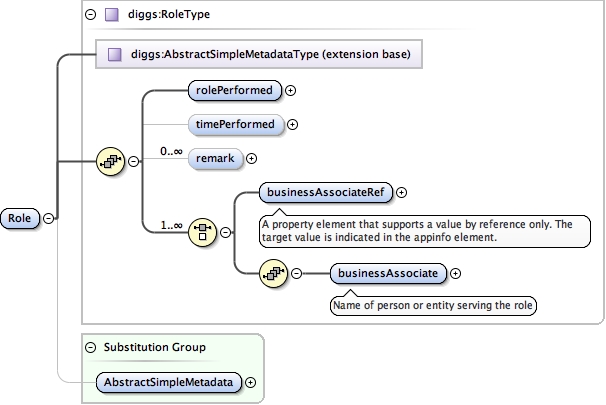 diggs:RoleType
diggs:AbstractSimpleMetadataType (extension base)
rolePerformed
timePerformed
0..∞
remark
Role
1..∞
businessAssociateRef
A property element that supports a value by reference only. The
target value is indicated in the appinfo element.
businessAssociate
Name of person or entity serving the role
Substitution Group
AbstractSimpleMetadata